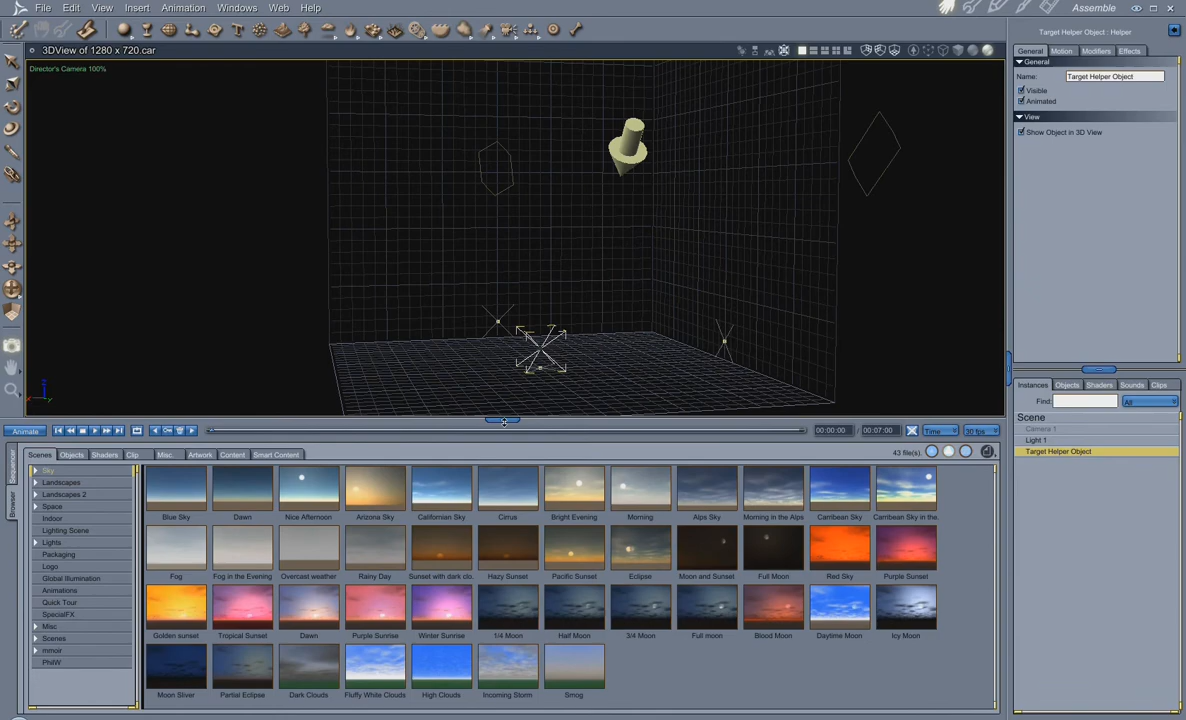 File Edit View Insert Animation Windows Web Help
Assemble
3DView of 1280 x 720.car
Director's Camera 100%
Target Helper Object : Helper
General Motion Modifiers Effects
General
Name: Target Helper Object
Visible
Animated
View
Show Object in 3D View
Instances Objects Shaders Sounds Clips
Find: All
Scene
Camera 1
Light 1
Target Helper Object
Animate 00:00:00 / 00:07:00 Time 30 fps
Sequencer
Browser
Scenes Objects Shaders Clip Misc. Artwork Content Smart Content 43 file(s).
Sky
Landscapes
Landscapes 2
Space
Indoor
Lighting Scene
Lights
Packaging
Logo
Global Illumination
Animations
Quick Tour
SpecialFX
Misc
Scenes
mmoir
PhilW
Blue Sky Dawn Nice Afternoon Arizona Sky Californian Sky Cirrus Bright Evening Morning Alps Sky Morning in the Alps Carribean Sky Carribean Sky in the.
Fog Fog in the Evening Overcast weather Rainy Day Sunset with dark clo. Hazy Sunset Pacific Sunset Eclipse Moon and Sunset Full Moon Red Sky Purple Sunset
Golden sunset Tropical Sunset Dawn Purple Sunrise Winter Sunrise 1/4 Moon Half Moon 3/4 Moon Full moon Blood Moon Daytime Moon Icy Moon
Moon Sliver Partial Eclipse Dark Clouds Fluffy White Clouds High Clouds Incoming Storm Smog